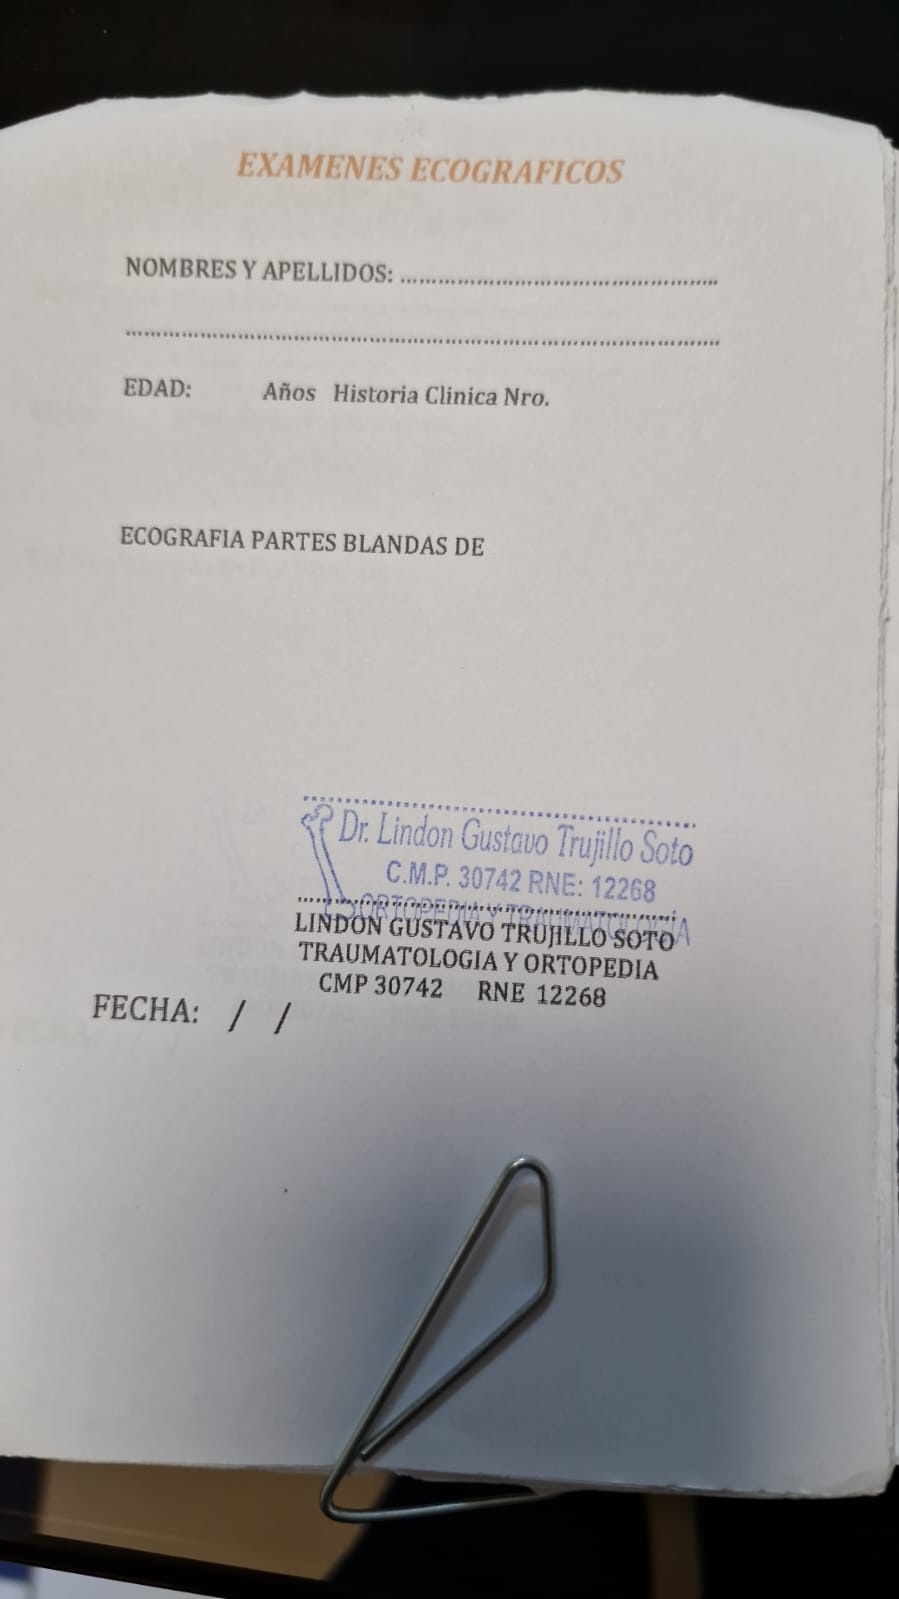 EXAMENES ECOGRAFICOS
NOMBRES Y APELLIDOS: ........................................................
........................................................................................................
EDAD: Años Historia Clinica Nro.
ECOGRAFIA PARTES BLANDAS DE
Dr. Lindon Gustavo Trujillo Soto
C.M.P. 30742 RNE: 12268
ORTOPEDIA Y TRAUMATOLOGÍA
LINDON GUSTAVO TRUJILLO SOTO
TRAUMATOLOGIA Y ORTOPEDIA
CMP 30742 RNE 12268
FECHA: / /